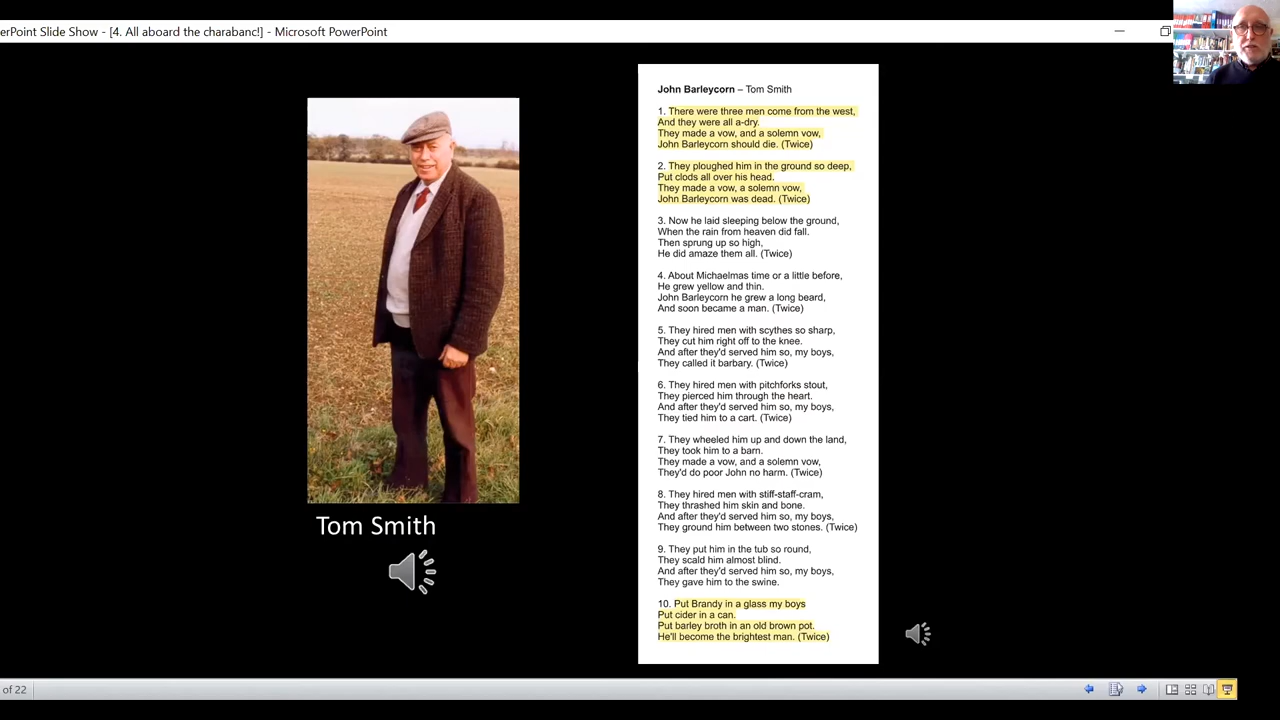 erPoint Slide Show - [4. All aboard the charabanc!] - Microsoft PowerPoint
Tom Smith
John Barleycorn – Tom Smith
1. There were three men come from the west,
And they were all a-dry.
They made a vow, and a solemn vow,
John Barleycorn should die. (Twice)
2. They ploughed him in the ground so deep,
Put clods all over his head.
They made a vow, a solemn vow,
John Barleycorn was dead. (Twice)
3. Now he laid sleeping below the ground,
When the rain from heaven did fall.
Then sprung up so high,
He did amaze them all. (Twice)
4. About Michaelmas time or a little before,
He grew yellow and thin.
John Barleycorn he grew a long beard,
And soon became a man. (Twice)
5. They hired men with scythes so sharp,
They cut him right off to the knee.
And after they'd served him so, my boys,
They called it barbary. (Twice)
6. They hired men with pitchforks stout,
They pierced him through the heart.
And after they'd served him so, my boys,
They tied him to a cart. (Twice)
7. They wheeled him up and down the land,
They took him to a barn.
They made a vow, and a solemn vow,
They'd do poor John no harm. (Twice)
8. They hired men with stiff-staff-cram,
They thrashed him skin and bone.
And after they'd served him so, my boys,
They ground him between two stones. (Twice)
9. They put him in the tub so round,
They scald him almost blind.
And after they'd served him so, my boys,
They gave him to the swine.
10. Put Brandy in a glass my boys
Put cider in a can.
Put barley broth in an old brown pot.
He'll become the brightest man. (Twice)
of 22